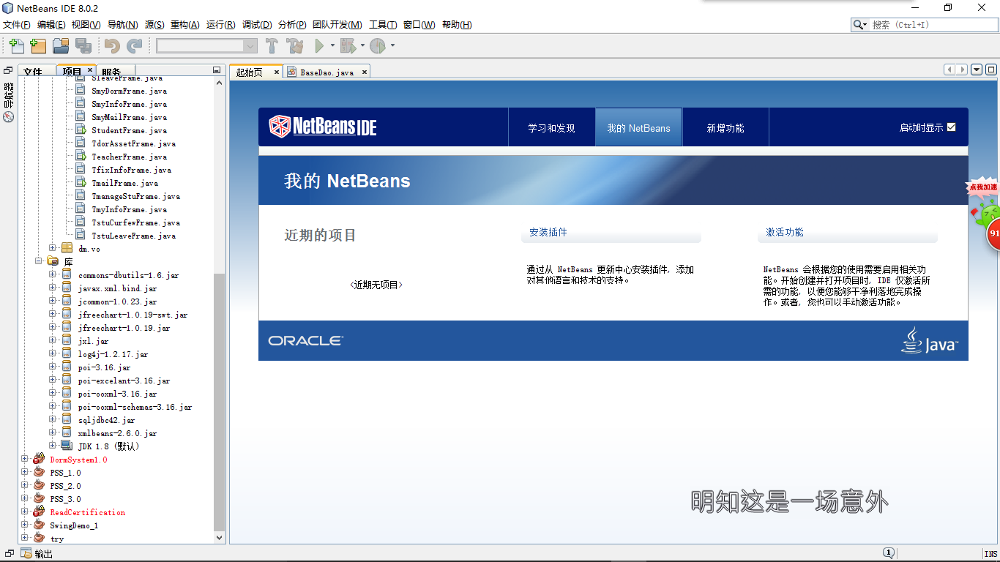 NetBeans IDE 8.0.2
文件(F) 编辑(E) 视图(V) 导航(N) 源(S) 重构(A) 运行(R) 调试(D) 分析(P) 团队开发(M) 工具(T) 窗口(W) 帮助(H)
搜索 (Ctrl+I)
文件 项目 服务
起始页 BaseDao.java
导航器
SleaveFrame.java
SmyDormFrame.java
SmyInfoFrame.java
SmyMailFrame.java
StudentFrame.java
TdorAssetFrame.java
TeacherFrame.java
TfixInfoFrame.java
TmailFrame.java
TmanageStuFrame.java
TmyInfoFrame.java
TstuCurfewFrame.java
TstuLeaveFrame.java
dm.vo
库
commons-dbutils-1.6.jar
javax.xml.bind.jar
jcommon-1.0.23.jar
jfreechart-1.0.19-swt.jar
jfreechart-1.0.19.jar
jxl.jar
log4j-1.2.17.jar
poi-3.16.jar
poi-excelant-3.16.jar
poi-ooxml-3.16.jar
poi-ooxml-schemas-3.16.jar
sqljdbc42.jar
xmlbeans-2.6.0.jar
JDK 1.8 (默认)
DormSystem1.0
PSS_1.0
PSS_2.0
PSS_3.0
ReadCertification
SwingDemo_1
try
NetBeans IDE
学习和发现
我的 NetBeans
新增功能
启动时显示
我的 NetBeans
近期的项目
<近期无项目>
安装插件
通过从 NetBeans 更新中心安装插件, 添加
对其他语言和技术的支持。
激活功能
NetBeans 会根据您的使用需要启用相关功
能。开始创建并打开项目时, IDE 仅激活所
需的功能, 以便您能够干净利落地完成操
作。或者, 您也可以手动激活功能。
ORACLE
Java
点我加速
91
明知这是一场意外
输出
1
INS